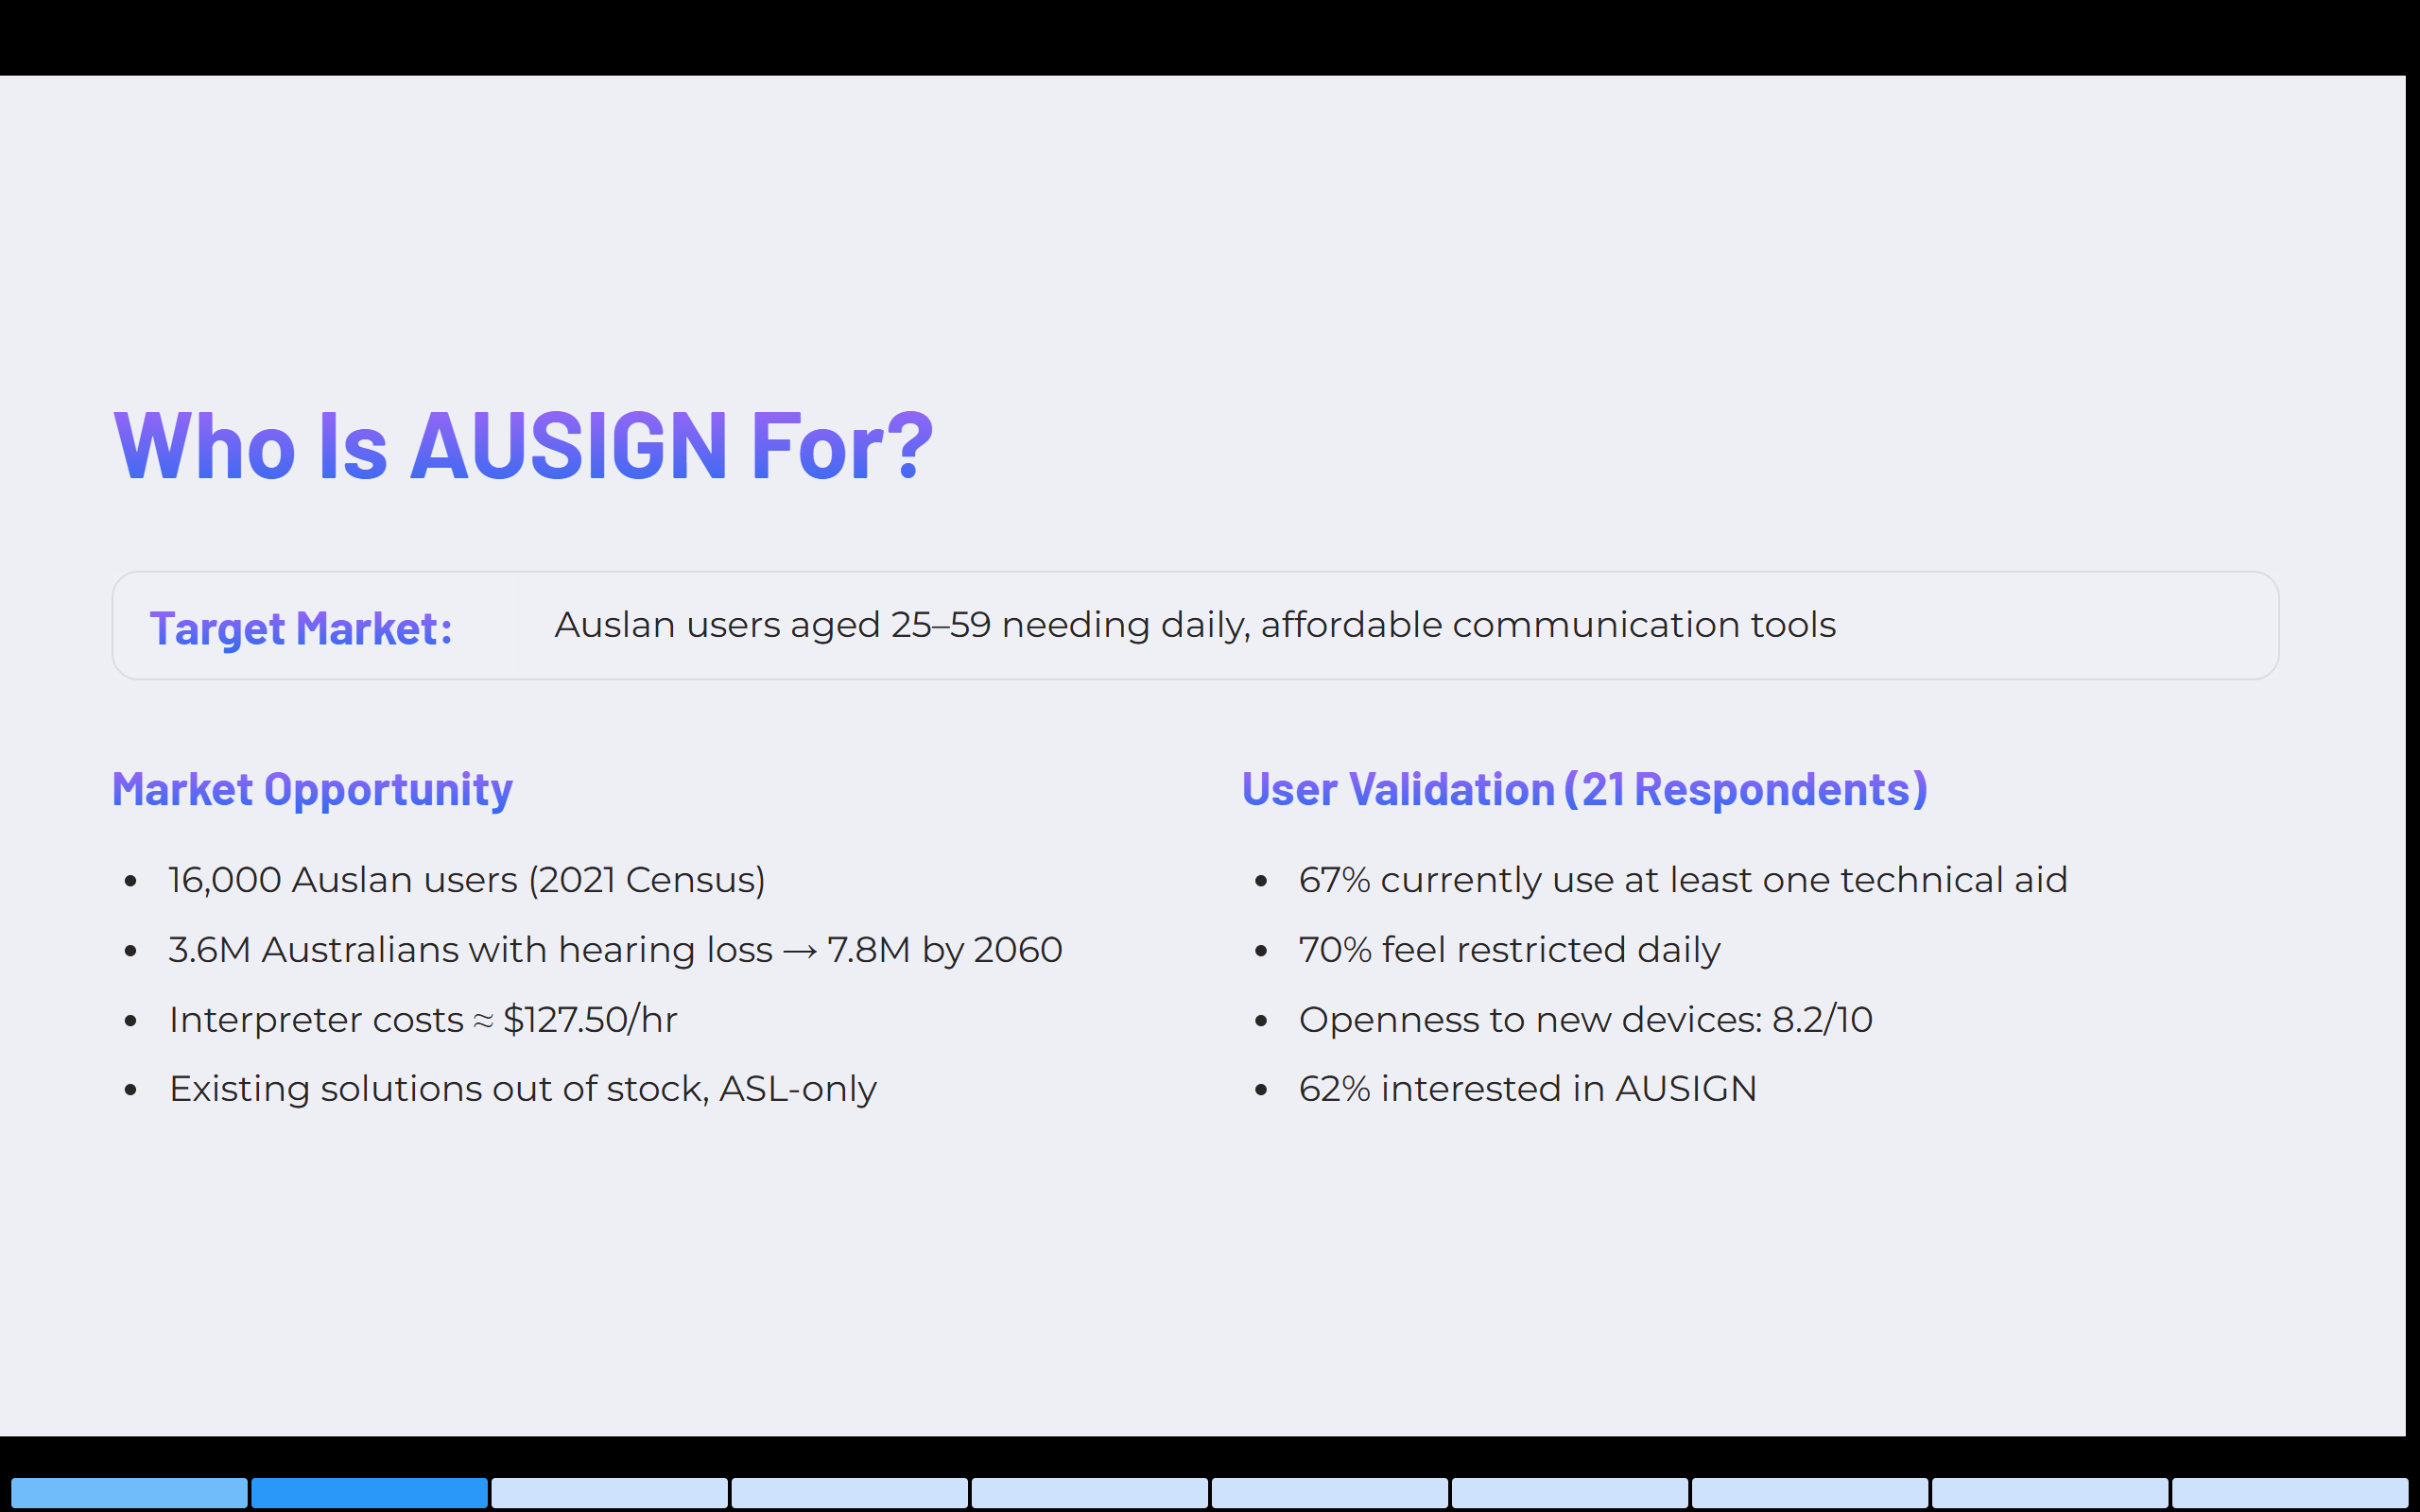 Who Is AUSIGN For?
Target Market: Auslan users aged 25–59 needing daily, affordable communication tools
Market Opportunity
• 16,000 Auslan users (2021 Census)
• 3.6M Australians with hearing loss → 7.8M by 2060
• Interpreter costs ≈ $127.50/hr
• Existing solutions out of stock, ASL-only
User Validation (21 Respondents)
• 67% currently use at least one technical aid
• 70% feel restricted daily
• Openness to new devices: 8.2/10
• 62% interested in AUSIGN